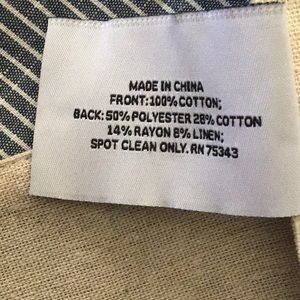 MADE IN CHINA
FRONT:100% COTTON;
BACK: 50% POLYESTER 28% COTTON
14% RAYON 8% LINEN;
SPOT CLEAN ONLY. RN 75343